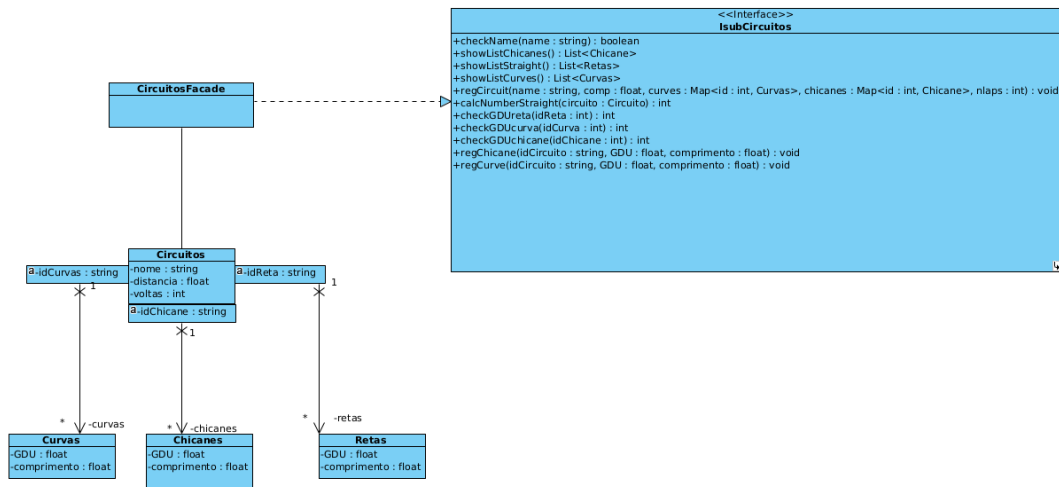 <<Interface>>
IsubCircuitos
+checkName(name : string) : boolean
+showListChicanes() : List<Chicane>
+showListStraight() : List<Retas>
+showListCurves() : List<Curvas>
+regCircuit(name : string, comp : float, curves : Map<id : int, Curvas>, chicanes : Map<id : int, Chicane>, nlaps : int) : void
+calcNumberStraight(circuito : Circuito) : int
+checkGDUreta(idReta : int) : int
+checkGDUcurva(idCurva : int) : int
+checkGDUchicane(idChicane : int) : int
+regChicane(idCircuito : string, GDU : float, comprimento : float) : void
+regCurve(idCircuito : string, GDU : float, comprimento : float) : void
CircuitosFacade
Circuitos
-nome : string
-distancia : float
-voltas : int
a-idCurvas : string
a-idReta : string
a-idChicane : string
1
1
1
*
-curvas
*
-chicanes
*
-retas
Curvas
-GDU : float
-comprimento : float
Chicanes
-GDU : float
-comprimento : float
Retas
-GDU : float
-comprimento : float